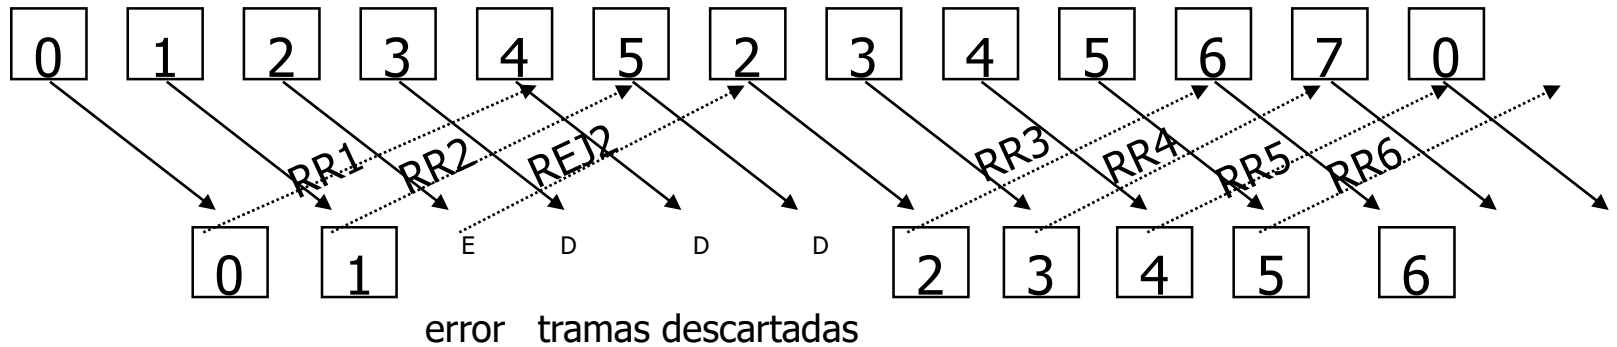 0 1 2 3 4 5 2 3 4 5 6 7 0
RR1 RR2 REJ2 RR3 RR4 RR5 RR6
0 1 E D D D 2 3 4 5 6
error tramas descartadas